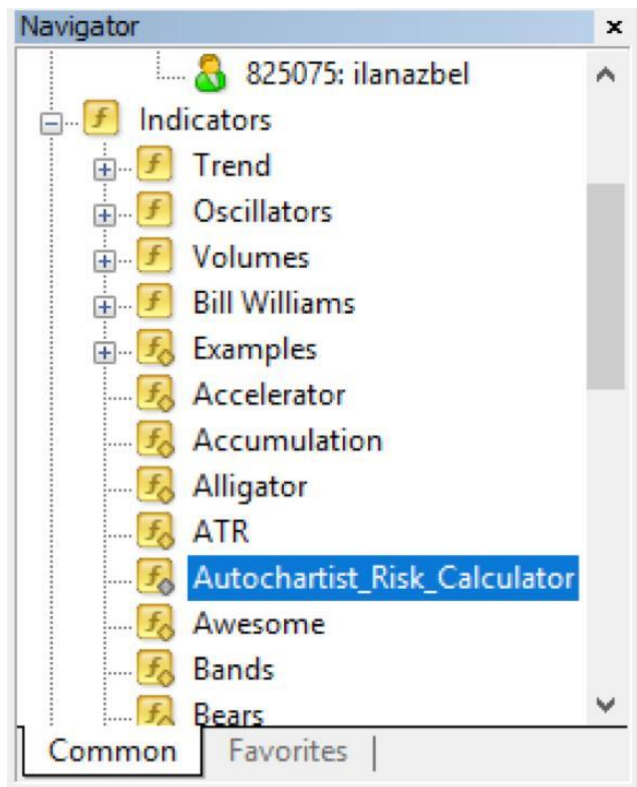 Navigator
825075: ilanazbel
Indicators
Trend
Oscillators
Volumes
Bill Williams
Examples
Accelerator
Accumulation
Alligator
ATR
Autochartist_Risk_Calculator
Awesome
Bands
Bears
Common Favorites